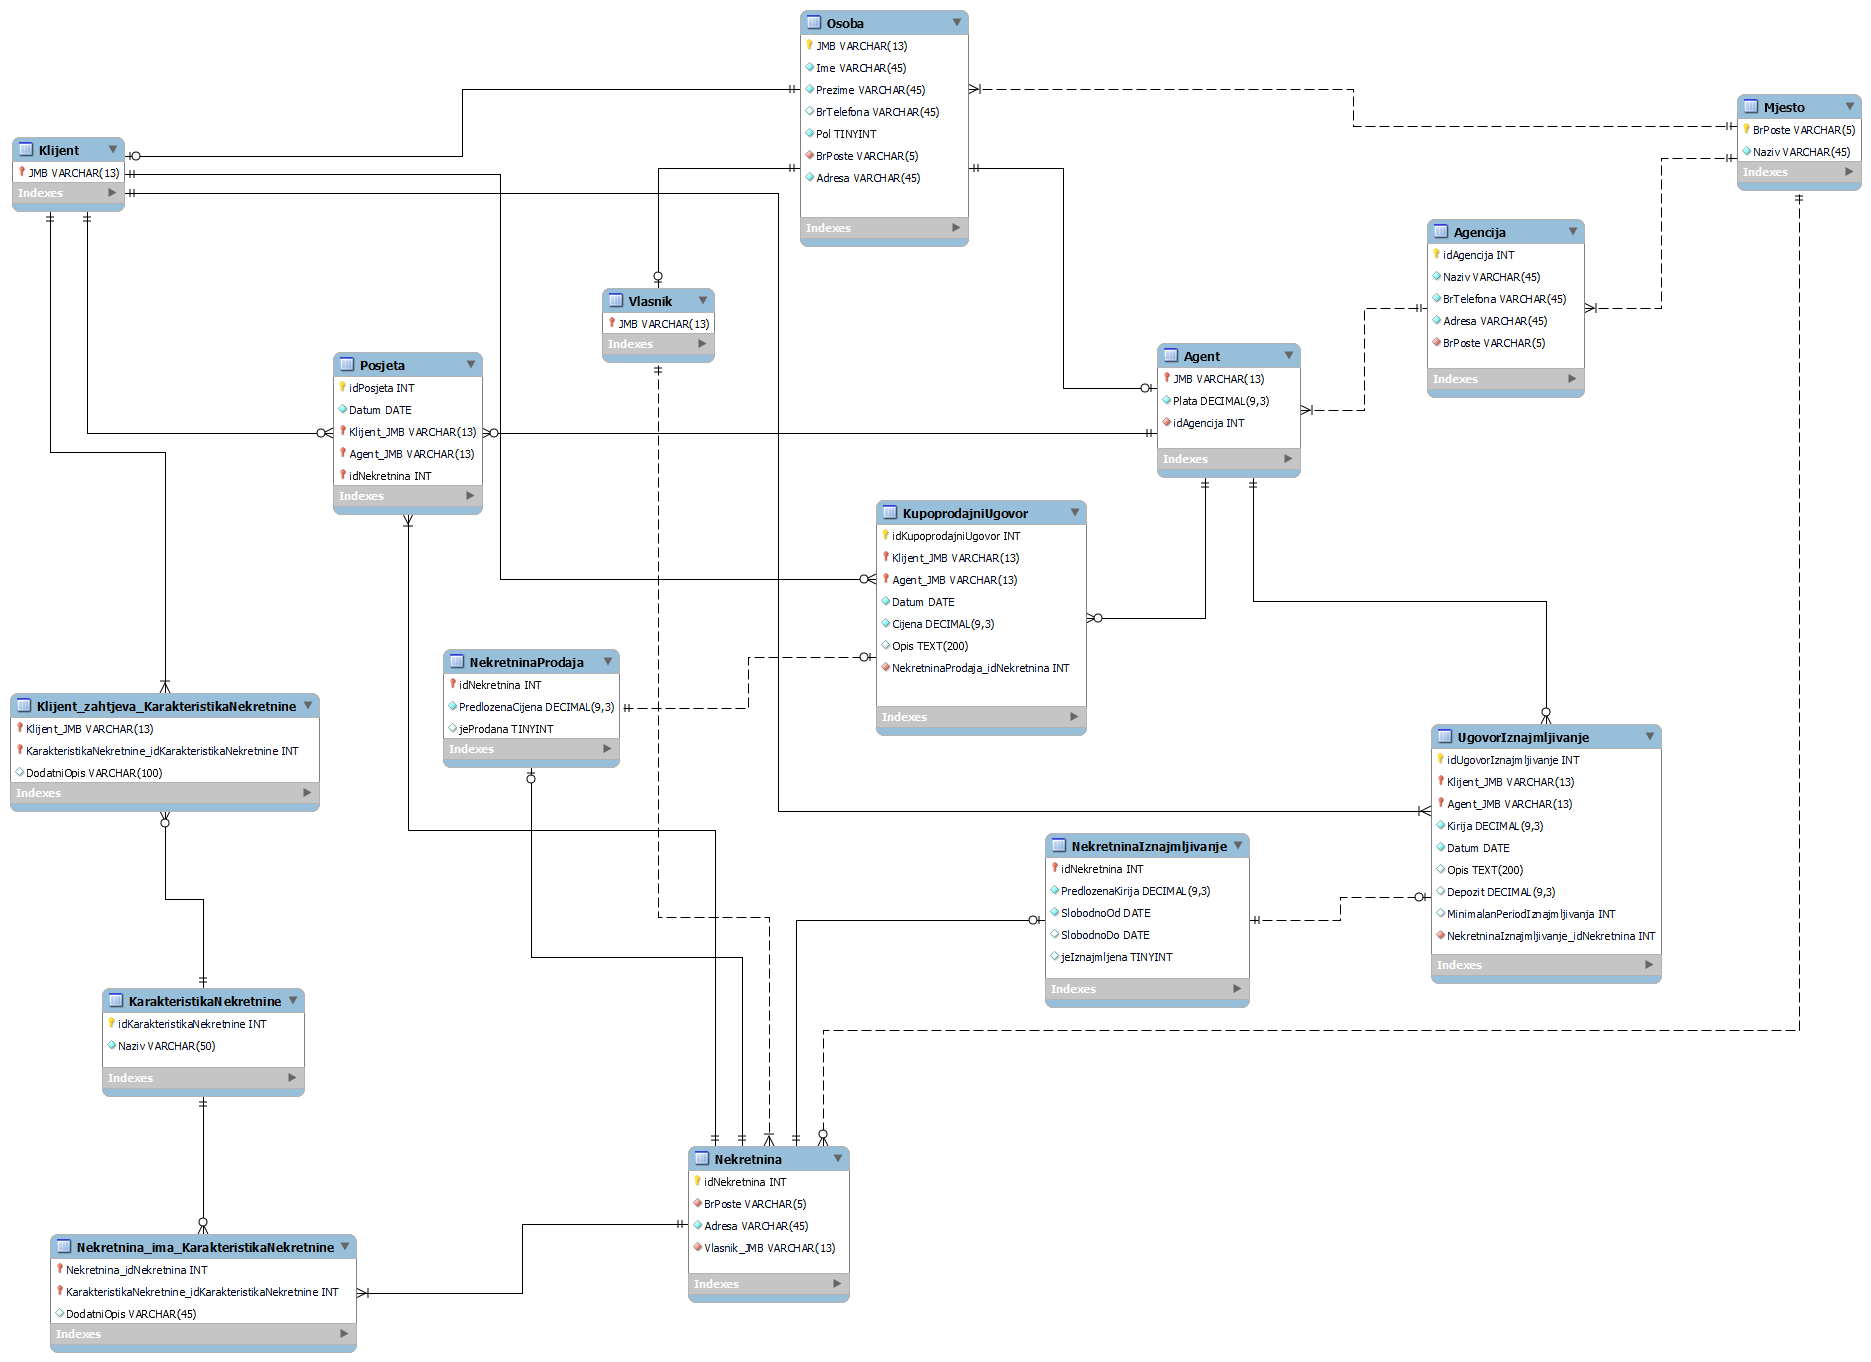 Osoba
JMB VARCHAR(13)
Ime VARCHAR(45)
Prezime VARCHAR(45)
BrTelefona VARCHAR(45)
Pol TINYINT
BrPoste VARCHAR(5)
Adresa VARCHAR(45)
Indexes
Mjesto
BrPoste VARCHAR(5)
Naziv VARCHAR(45)
Indexes
Klijent
JMB VARCHAR(13)
Indexes
Agencija
idAgencija INT
Naziv VARCHAR(45)
BrTelefona VARCHAR(45)
Adresa VARCHAR(45)
BrPoste VARCHAR(5)
Indexes
Vlasnik
JMB VARCHAR(13)
Indexes
Agent
JMB VARCHAR(13)
Plata DECIMAL(9,3)
idAgencija INT
Indexes
Posjeta
idPosjeta INT
Datum DATE
Klijent_JMB VARCHAR(13)
Agent_JMB VARCHAR(13)
idNekretnina INT
Indexes
KupoprodajniUgovor
idKupoprodajniUgovor INT
Klijent_JMB VARCHAR(13)
Agent_JMB VARCHAR(13)
Datum DATE
Cijena DECIMAL(9,3)
Opis TEXT(200)
NekretninaProdaja_idNekretnina INT
Indexes
NekretninaProdaja
idNekretnina INT
PredlozenaCijena DECIMAL(9,3)
jeProdana TINYINT
Indexes
Klijent_zahtjeva_KarakteristikaNekretnine
Klijent_JMB VARCHAR(13)
KarakteristikaNekretnine_idKarakteristikaNekretnine INT
DodatniOpis VARCHAR(100)
Indexes
UgovorIznajmljivanje
idUgovorIznajmljivanje INT
Klijent_JMB VARCHAR(13)
Agent_JMB VARCHAR(13)
Kirija DECIMAL(9,3)
Datum DATE
Opis TEXT(200)
Depozit DECIMAL(9,3)
MinimalanPeriodIznajmljivanja INT
NekretninaIznajmljivanje_idNekretnina INT
Indexes
NekretninaIznajmljivanje
idNekretnina INT
PredlozenaKirija DECIMAL(9,3)
SlobodnoOd DATE
SlobodnoDo DATE
jeIznajmljena TINYINT
Indexes
KarakteristikaNekretnine
idKarakteristikaNekretnine INT
Naziv VARCHAR(50)
Indexes
Nekretnina
idNekretnina INT
BrPoste VARCHAR(5)
Adresa VARCHAR(45)
Vlasnik_JMB VARCHAR(13)
Indexes
Nekretnina_ima_KarakteristikaNekretnine
Nekretnina_idNekretnina INT
KarakteristikaNekretnine_idKarakteristikaNekretnine INT
DodatniOpis VARCHAR(45)
Indexes